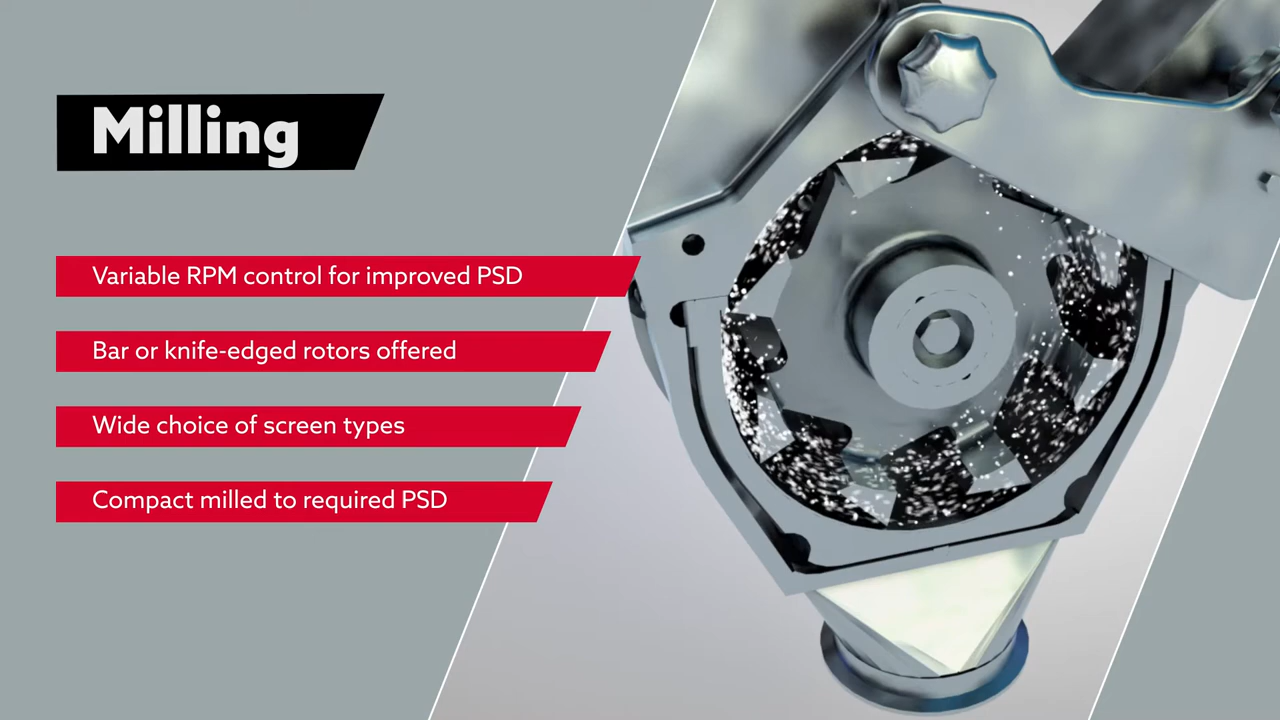 Milling
Variable RPM control for improved PSD
Bar or knife-edged rotors offered
Wide choice of screen types
Compact milled to required PSD